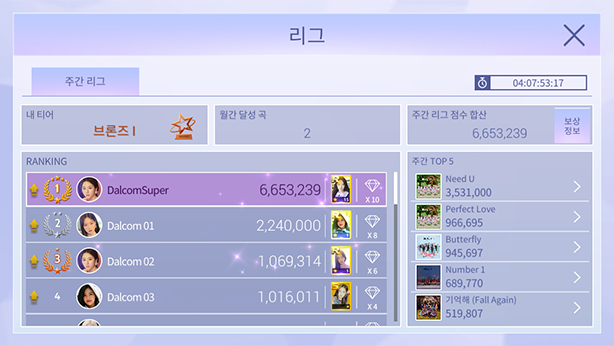 리그
주간 리그
04:07:53:17
내 티어
브론즈 I
월간 달성 곡
2
주간 리그 점수 합산
6,653,239
보상
정보
RANKING
1 DalcomSuper 6,653,239 X 10
2 Dalcom 01 2,240,000 X 8
3 Dalcom 02 1,069,314 X 6
4 Dalcom 03 1,016,011 X 4
주간 TOP 5
Need U
3,531,000
Perfect Love
966,695
Butterfly
945,697
Number 1
689,770
기억해 (Fall Again)
519,807